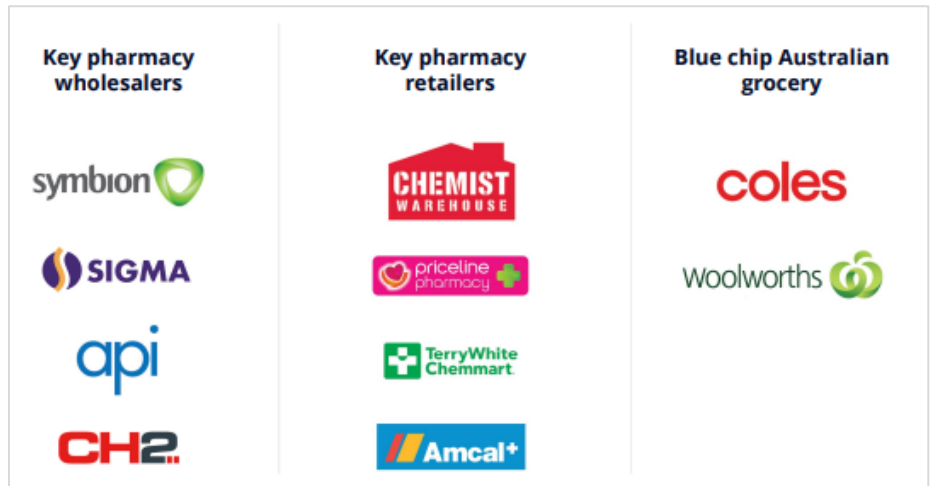 Key pharmacy
wholesalers
symbion
SIGMA
api
CH2
Key pharmacy
retailers
CHEMIST
WAREHOUSE
priceline
pharmacy
TerryWhite
Chemmart
Amcal+
Blue chip Australian
grocery
coles
woolworths